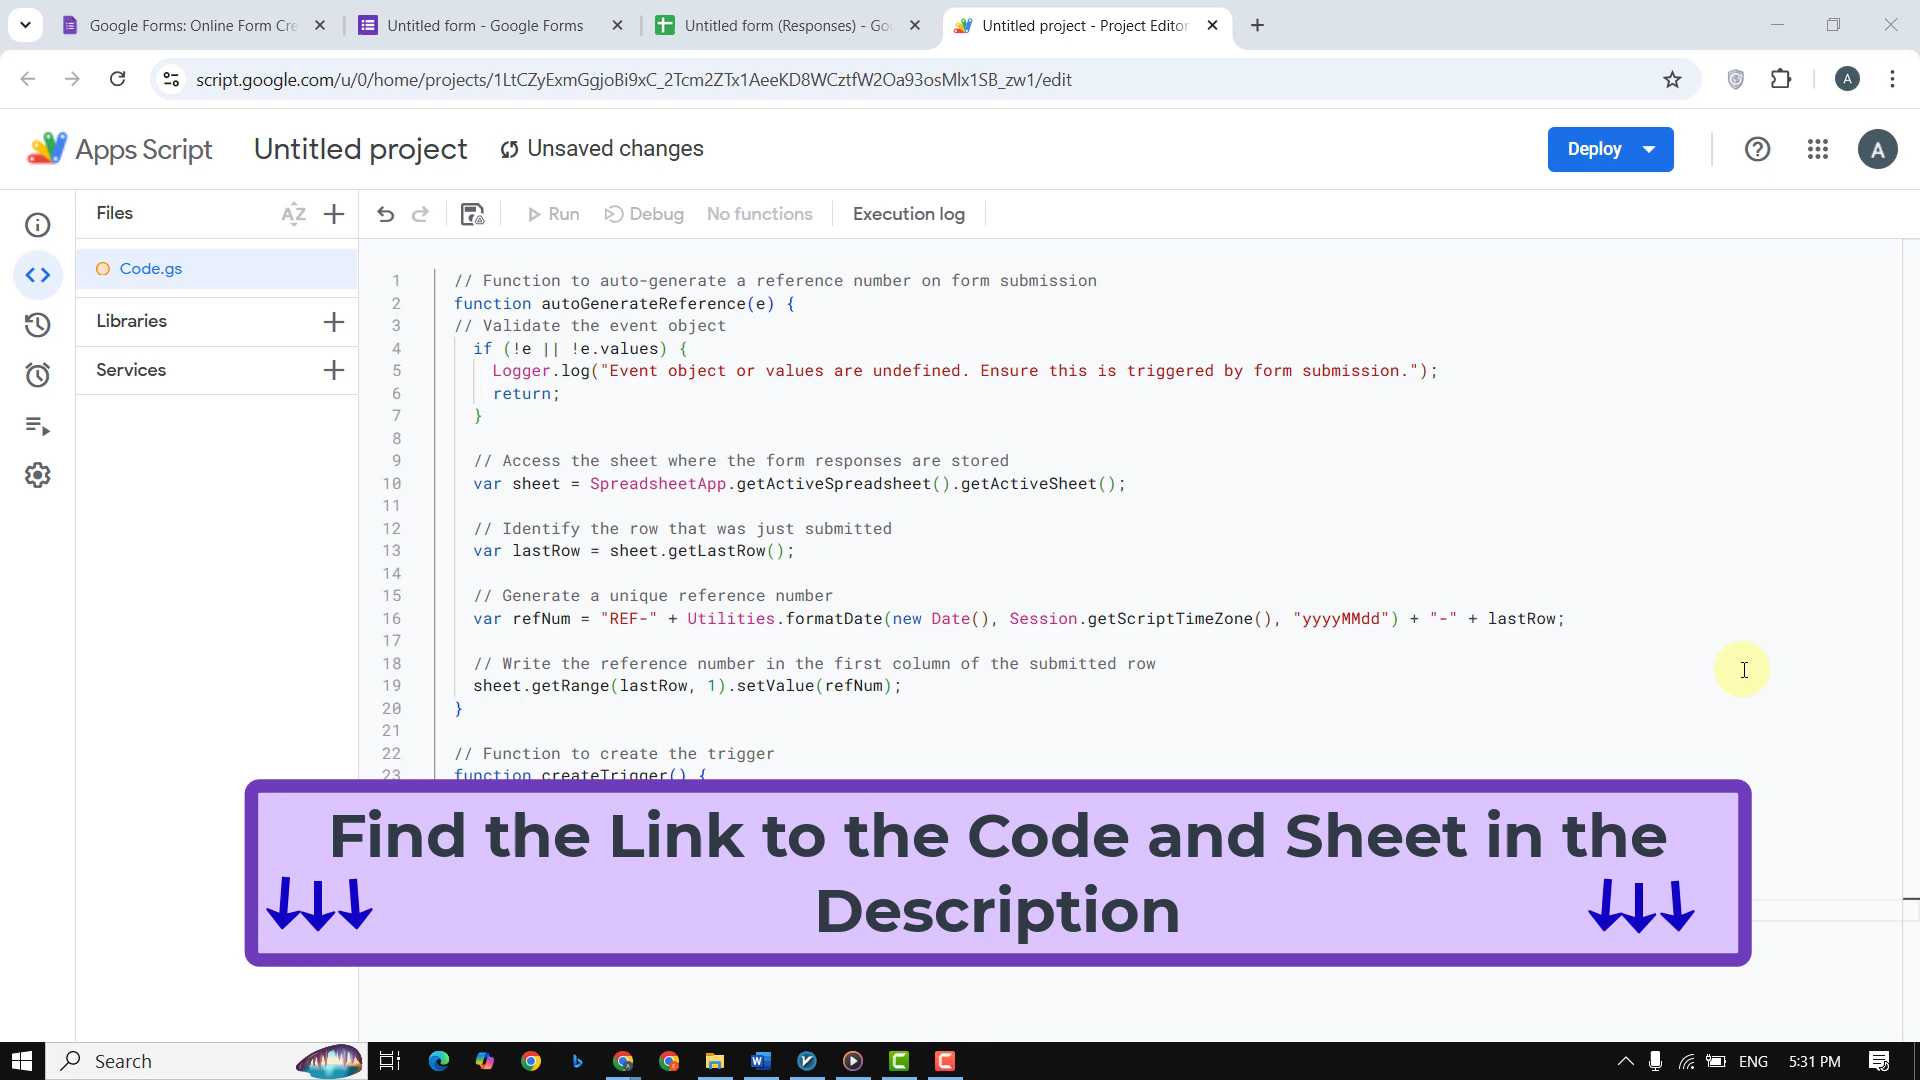 Google Forms: Online Form Cre
Untitled form - Google Forms
Untitled form (Responses) - Goo
Untitled project - Project Editor
script.google.com/u/0/home/projects/1LtCZyExmGgjoBi9xC_2Tcm2ZTx1AeeKD8WCztfW2Oa93osMlx1SB_zw1/edit
A
Apps Script
Untitled project
Unsaved changes
Deploy
A
Files
AZ
Run
Debug
No functions
Execution log
Code.gs
Libraries
Services
1 // Function to auto-generate a reference number on form submission
2 function autoGenerateReference(e) {
3 // Validate the event object
4 if (!e || !e.values) {
5 Logger.log("Event object or values are undefined. Ensure this is triggered by form submission.");
6 return;
7 }
8
9 // Access the sheet where the form responses are stored
10 var sheet = SpreadsheetApp.getActiveSpreadsheet().getActiveSheet();
11
12 // Identify the row that was just submitted
13 var lastRow = sheet.getLastRow();
14
15 // Generate a unique reference number
16 var refNum = "REF-" + Utilities.formatDate(new Date(), Session.getScriptTimeZone(), "yyyyMMdd") + "-" + lastRow;
17
18 // Write the reference number in the first column of the submitted row
19 sheet.getRange(lastRow, 1).setValue(refNum);
20 }
21
22 // Function to create the trigger
23 function createTrigger() {
Find the Link to the Code and Sheet in the
Description
Search
ENG
5:31 PM